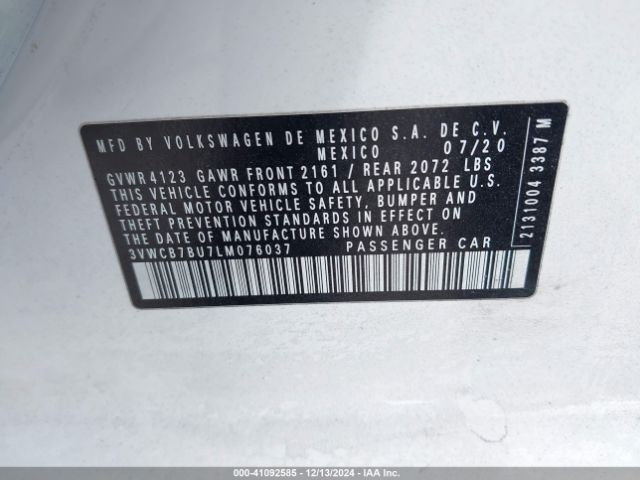 MFD BY VOLKSWAGEN DE MEXICO S.A. DE C.V.
MEXICO 07/20
GVWR 4123 GAWR FRONT 2161 / REAR 2072 LBS
THIS VEHICLE CONFORMS TO ALL APPLICABLE U.S.
FEDERAL MOTOR VEHICLE SAFETY, BUMPER AND
THEFT PREVENTION STANDARDS IN EFFECT ON
THE DATE OF MANUFACTURE SHOWN ABOVE.
3VWCB7BU7LM076037 PASSENGER CAR
2131004 3387 M
000-41092585 - 12/13/2024 - IAA Inc.